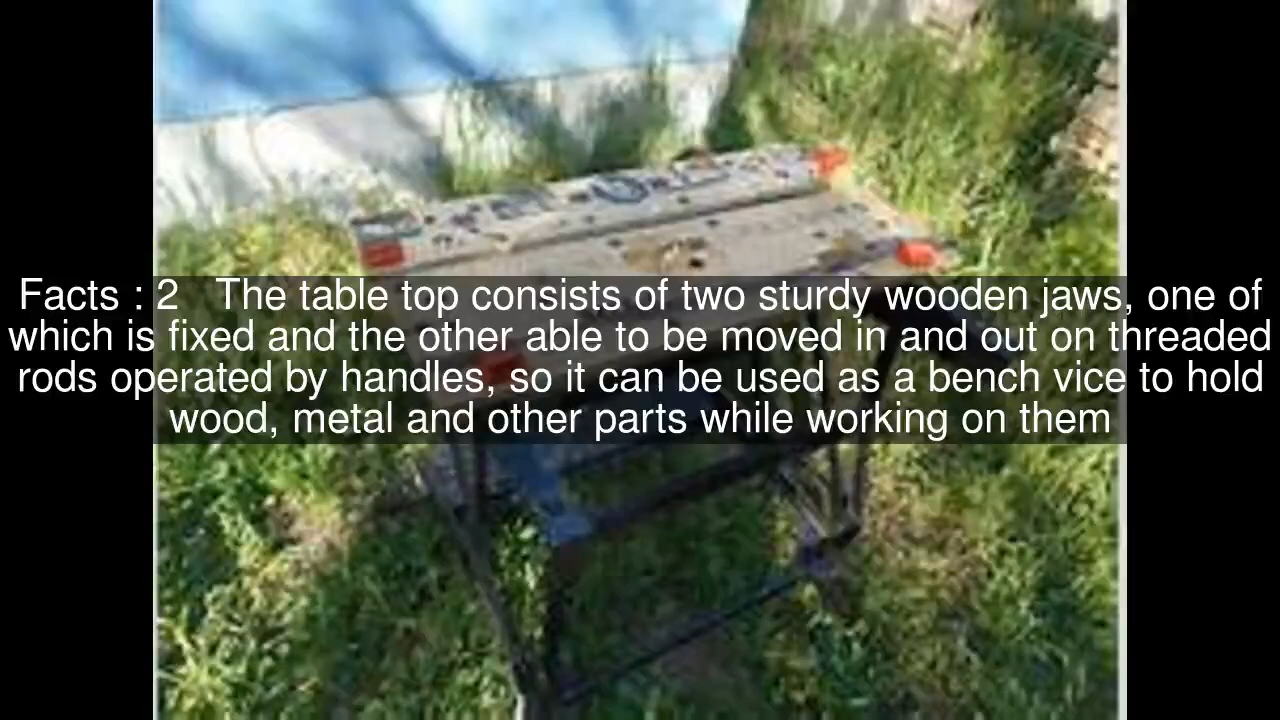 Facts : 2   The table top consists of two sturdy wooden jaws, one of
which is fixed and the other able to be moved in and out on threaded
rods operated by handles, so it can be used as a bench vice to hold
wood, metal and other parts while working on them